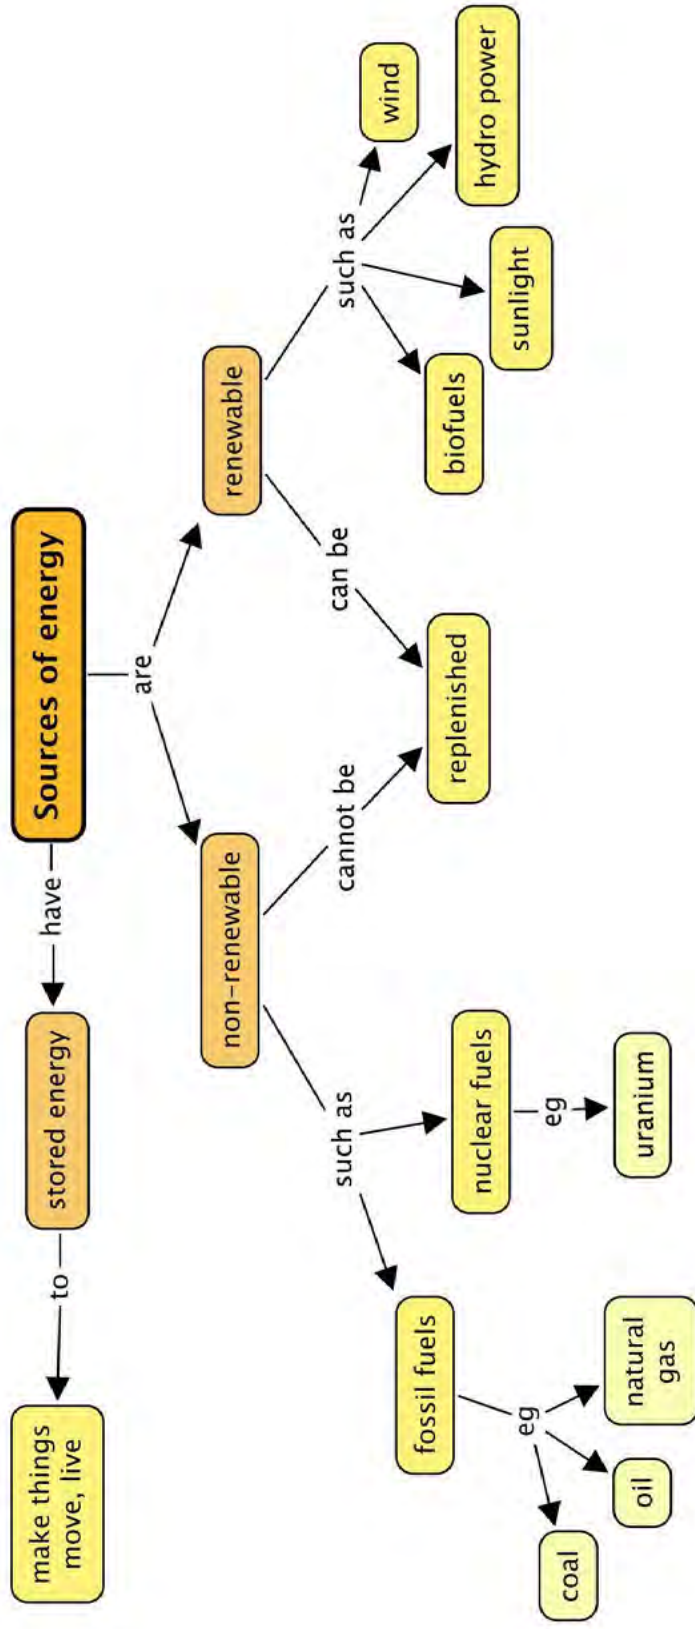 Sources of energy
have
stored energy
to
make things
move, live
are
non-renewable
renewable
such as
cannot be
can be
such as
fossil fuels
nuclear fuels
replenished
biofuels
sunlight
hydro power
wind
eg
eg
coal
oil
natural
gas
uranium